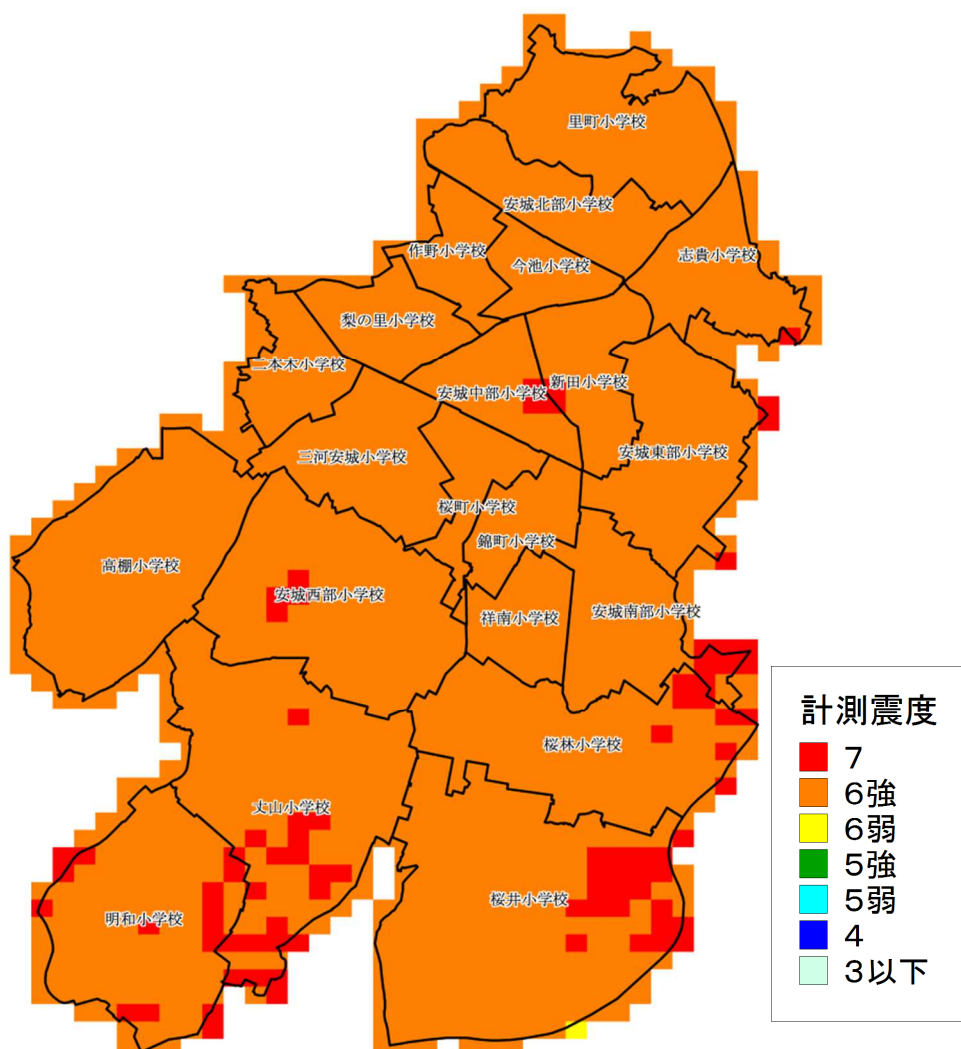 里町小学校
安城北部小学校
作野小学校
今池小学校
志貴小学校
梨の里小学校
二本木小学校
安城中部小学校
新田小学校
三河安城小学校
安城東部小学校
桜町小学校
錦町小学校
高棚小学校
安城西部小学校
祥南小学校
安城南部小学校
桜林小学校
丈山小学校
桜井小学校
明和小学校
計測震度
7
6強
6弱
5強
5弱
4
3以下